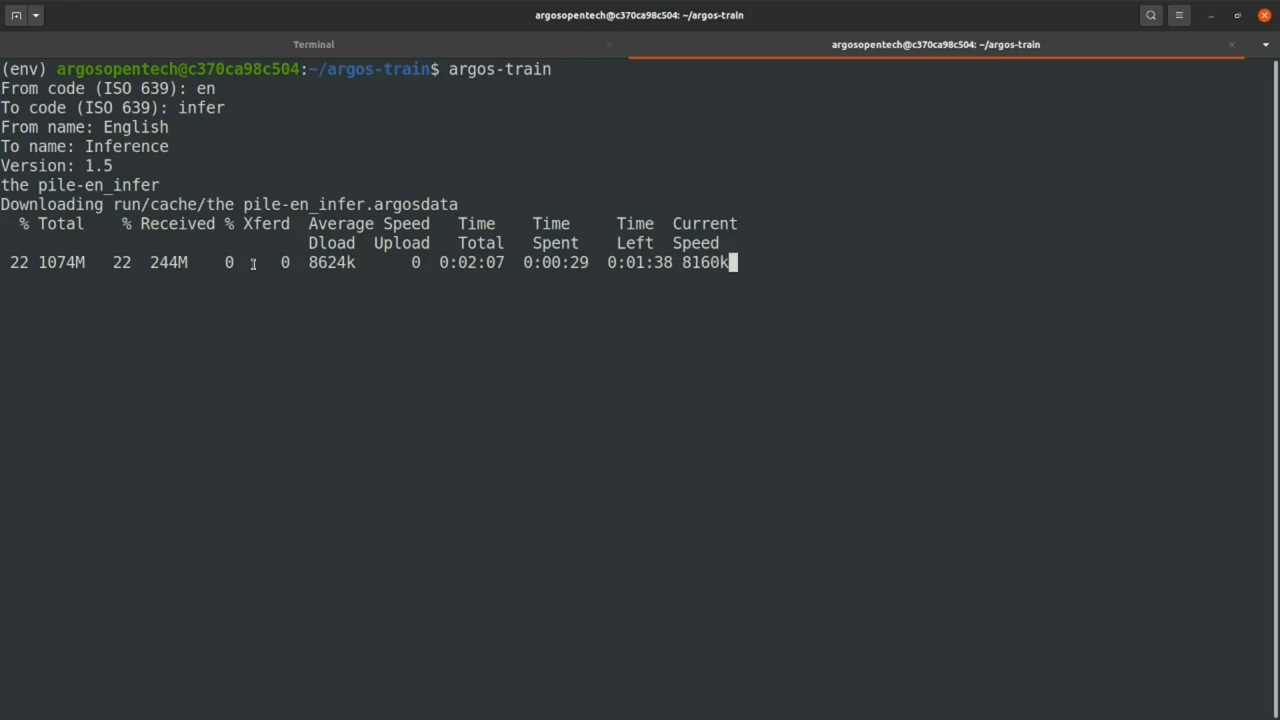 argosopentech@c370ca98c504: ~/argos-train
Terminal
argosopentech@c370ca98c504: ~/argos-train
(env) argosopentech@c370ca98c504:~/argos-train$ argos-train
From code (ISO 639): en
To code (ISO 639): infer
From name: English
To name: Inference
Version: 1.5
the pile-en_infer
Downloading run/cache/the pile-en_infer.argosdata
% Total % Received % Xferd Average Speed Time Time Time Current
Dload Upload Total Spent Left Speed
22 1074M 22 244M 0 0 8624k 0 0:02:07 0:00:29 0:01:38 8160k